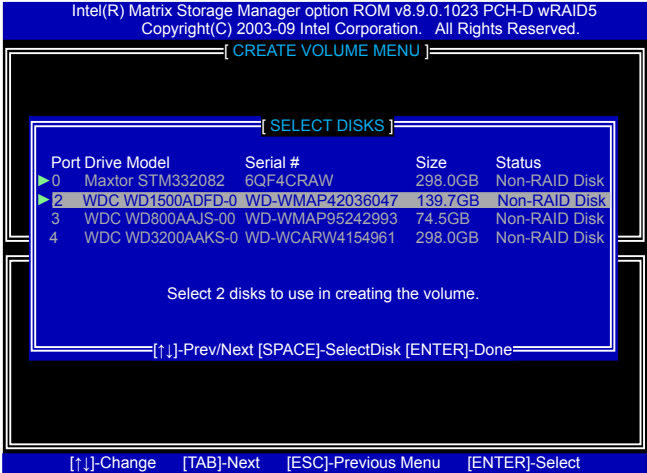 Intel(R) Matrix Storage Manager option ROM v8.9.0.1023 PCH-D wRAID5
Copyright(C) 2003-09 Intel Corporation. All Rights Reserved.
[ CREATE VOLUME MENU ]
[ SELECT DISKS ]
Port Drive Model Serial # Size Status
0 Maxtor STM332082 6QF4CRAW 298.0GB Non-RAID Disk
2 WDC WD1500ADFD-0 WD-WMAP42036047 139.7GB Non-RAID Disk
3 WDC WD800AAJS-00 WD-WMAP95242993 74.5GB Non-RAID Disk
4 WDC WD3200AAKS-0 WD-WCARW4154961 298.0GB Non-RAID Disk
Select 2 disks to use in creating the volume.
[↑↓]-Prev/Next [SPACE]-SelectDisk [ENTER]-Done
[↑↓]-Change [TAB]-Next [ESC]-Previous Menu [ENTER]-Select